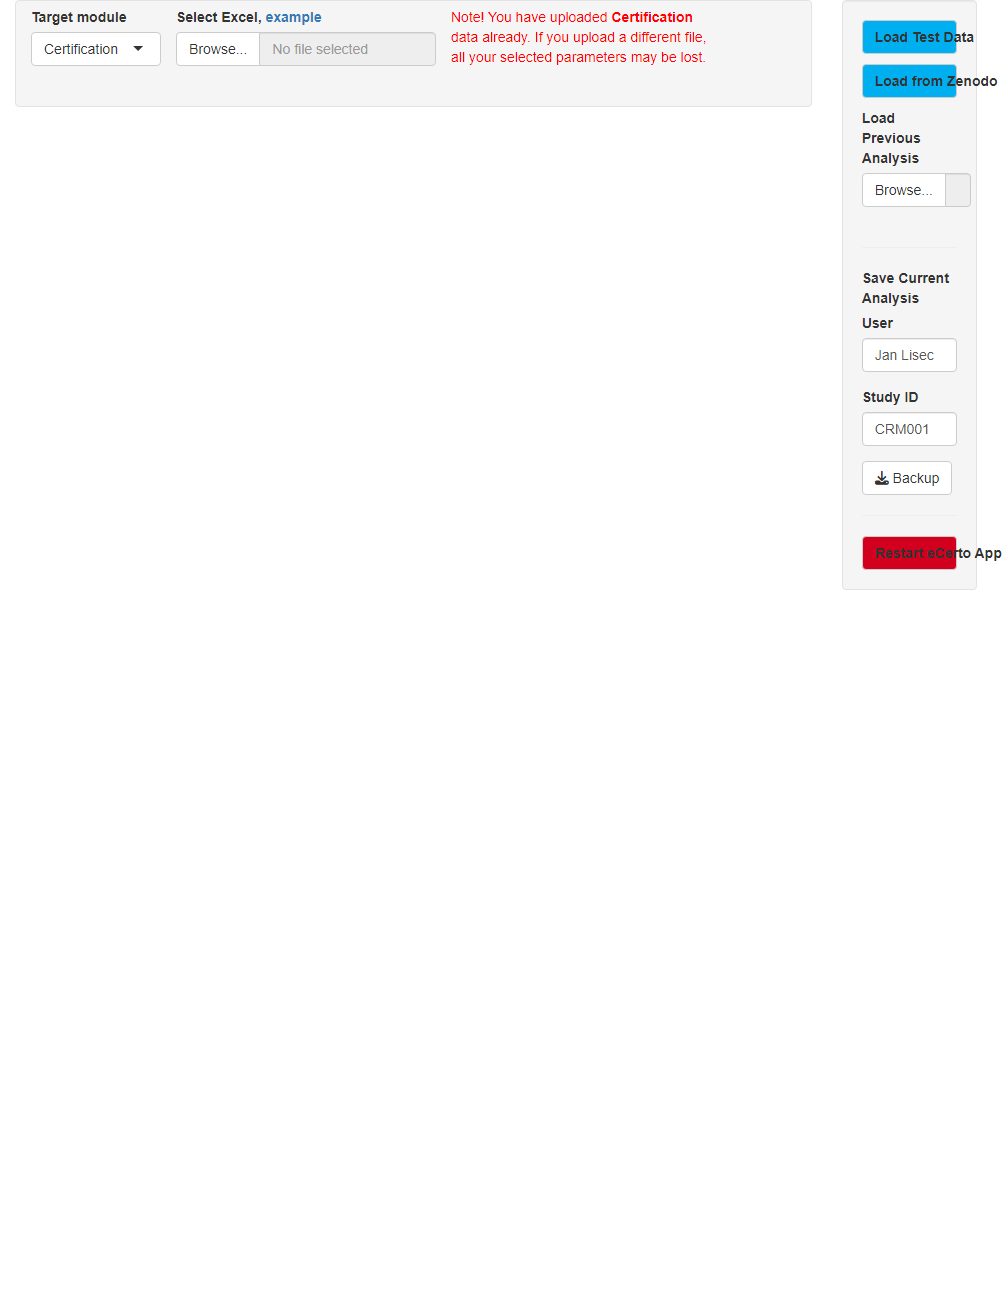 Target module
Certification
Select Excel, example
Browse...
No file selected
Note! You have uploaded Certification
data already. If you upload a different file,
all your selected parameters may be lost.
Load Test Data
Load from Zenodo
Load
Previous
Analysis
Browse...
Save Current
Analysis
User
Jan Lisec
Study ID
CRM001
Backup
Restart eCerto App